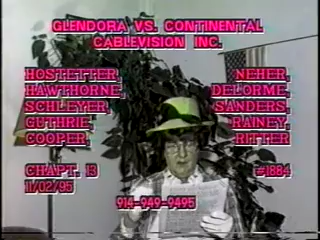 GLENDORA VS. CONTINENTAL
CABLEVISION INC.
HOSTETTER, NEHER,
HAWTHORNE, DELORME,
SCHLEYER, SANDERS,
GUTHRIE, RAINEY,
COOPER, RITTER
CHAPT. 13 #1884
11/02/95
914-949-9495